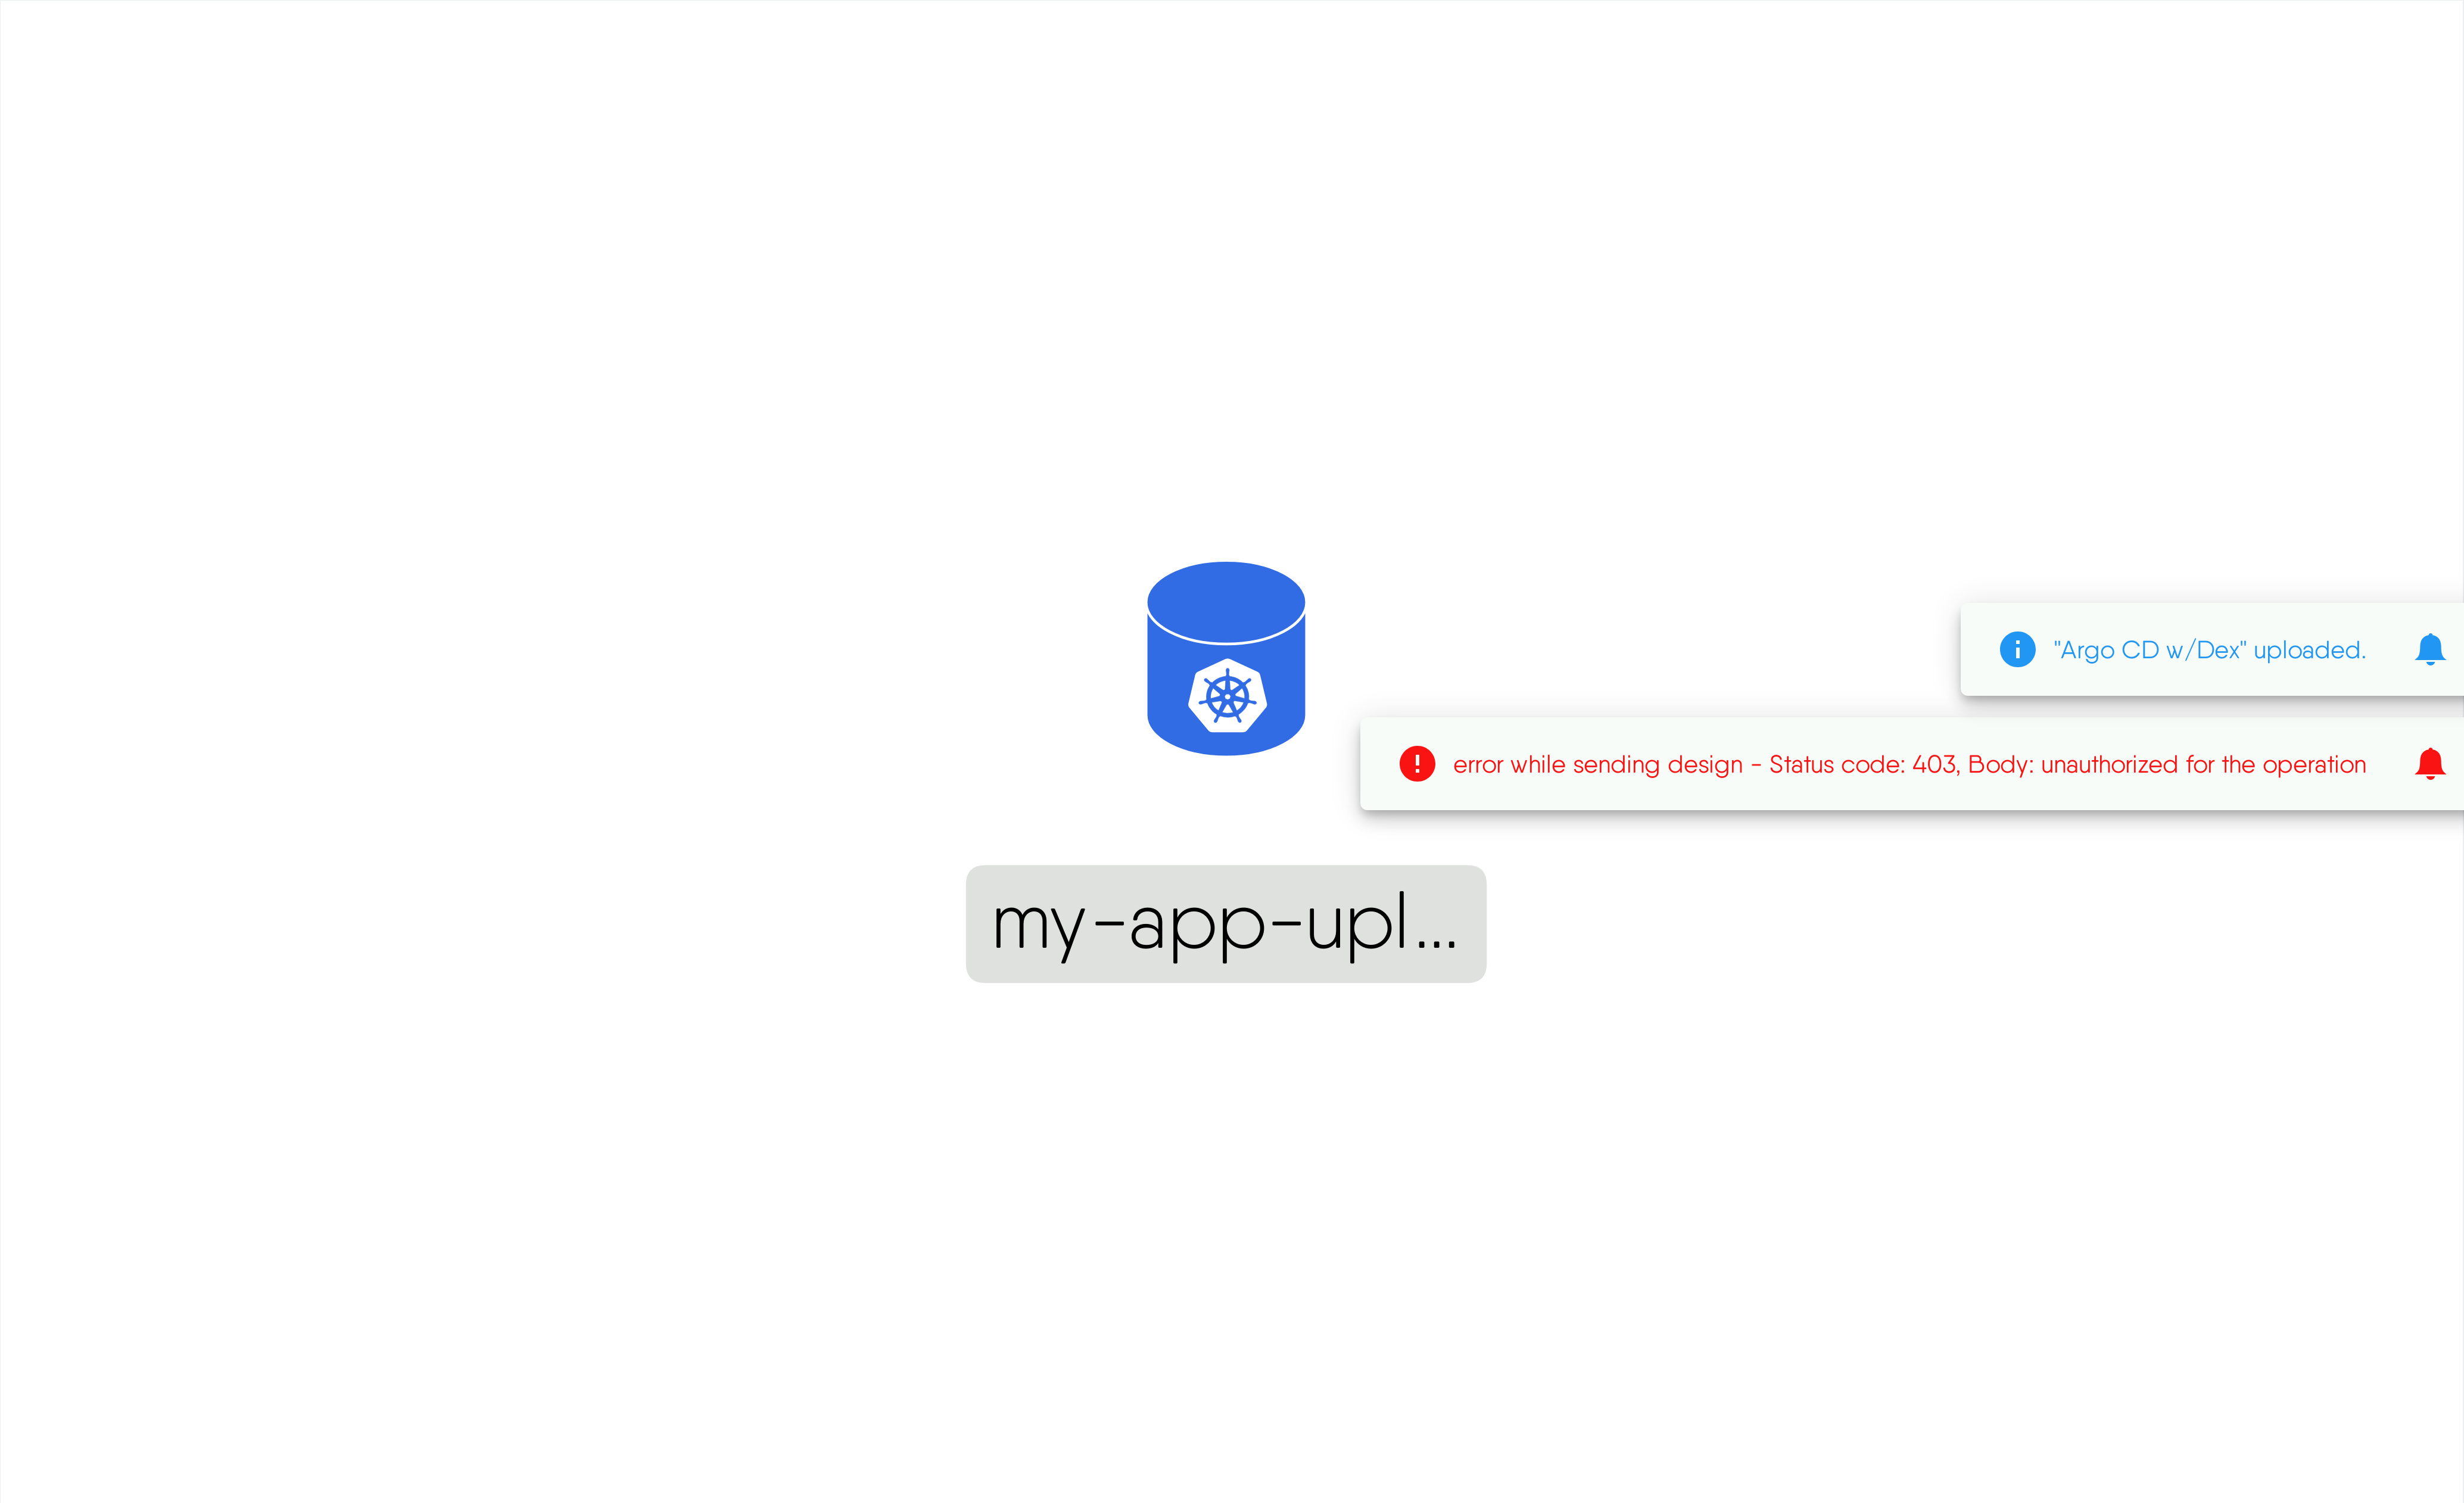 "Argo CD w/Dex" uploaded.
error while sending design - Status code: 403, Body: unauthorized for the operation
my-app-upl...